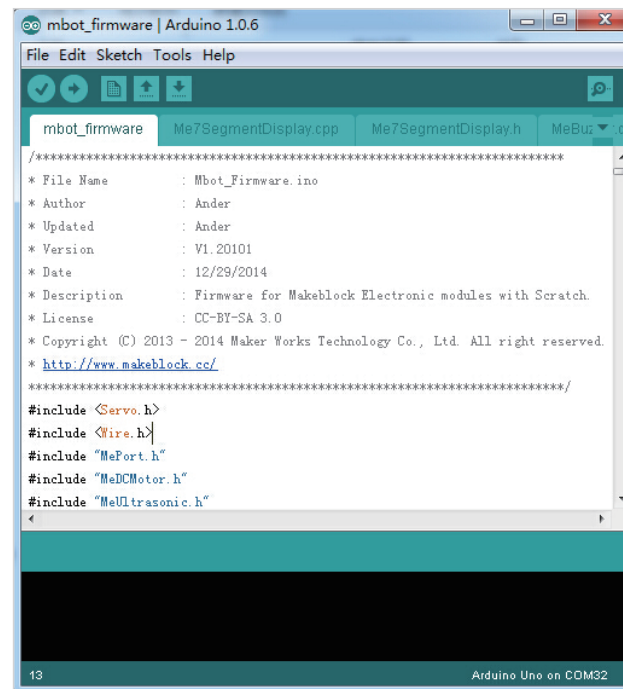 mbot_firmware | Arduino 1.0.6
File Edit Sketch Tools Help
mbot_firmware Me7SegmentDisplay.cpp Me7SegmentDisplay.h MeBuz
/*************************************************************************
* File Name : Mbot_Firmware.ino
* Author : Ander
* Updated : Ander
* Version : V1.20101
* Date : 12/29/2014
* Description : Firmware for Makeblock Electronic modules with Scratch.
* License : CC-BY-SA 3.0
* Copyright (C) 2013 - 2014 Maker Works Technology Co., Ltd. All right reserved.
* http://www.makeblock.cc/
**************************************************************************/
#include <Servo.h>
#include <Wire.h>
#include "MePort.h"
#include "MeDCMotor.h"
#include "MeUltrasonic.h"
13 Arduino Uno on COM32